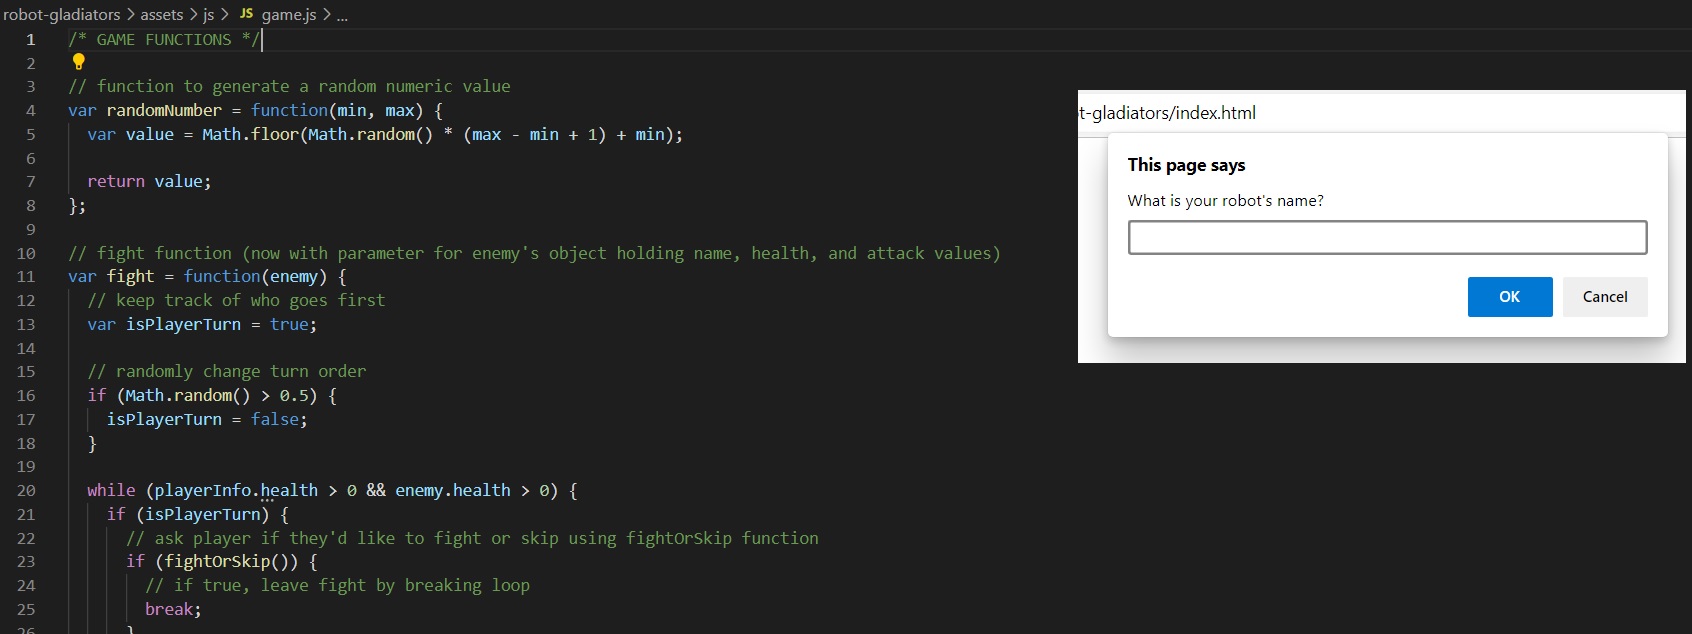 robot-gladiators > assets > js > JS game.js > ...
1 /* GAME FUNCTIONS */
2
3 // function to generate a random numeric value
4 var randomNumber = function(min, max) {
5 var value = Math.floor(Math.random() * (max - min + 1) + min);
6
7 return value;
8 };
9
10 // fight function (now with parameter for enemy's object holding name, health, and attack values)
11 var fight = function(enemy) {
12 // keep track of who goes first
13 var isPlayerTurn = true;
14
15 // randomly change turn order
16 if (Math.random() > 0.5) {
17 isPlayerTurn = false;
18 }
19
20 while (playerInfo.health > 0 && enemy.health > 0) {
21 if (isPlayerTurn) {
22 // ask player if they'd like to fight or skip using fightOrSkip function
23 if (fightOrSkip()) {
24 // if true, leave fight by breaking loop
25 break;
26 }
t-gladiators/index.html
This page says
What is your robot's name?
OK Cancel